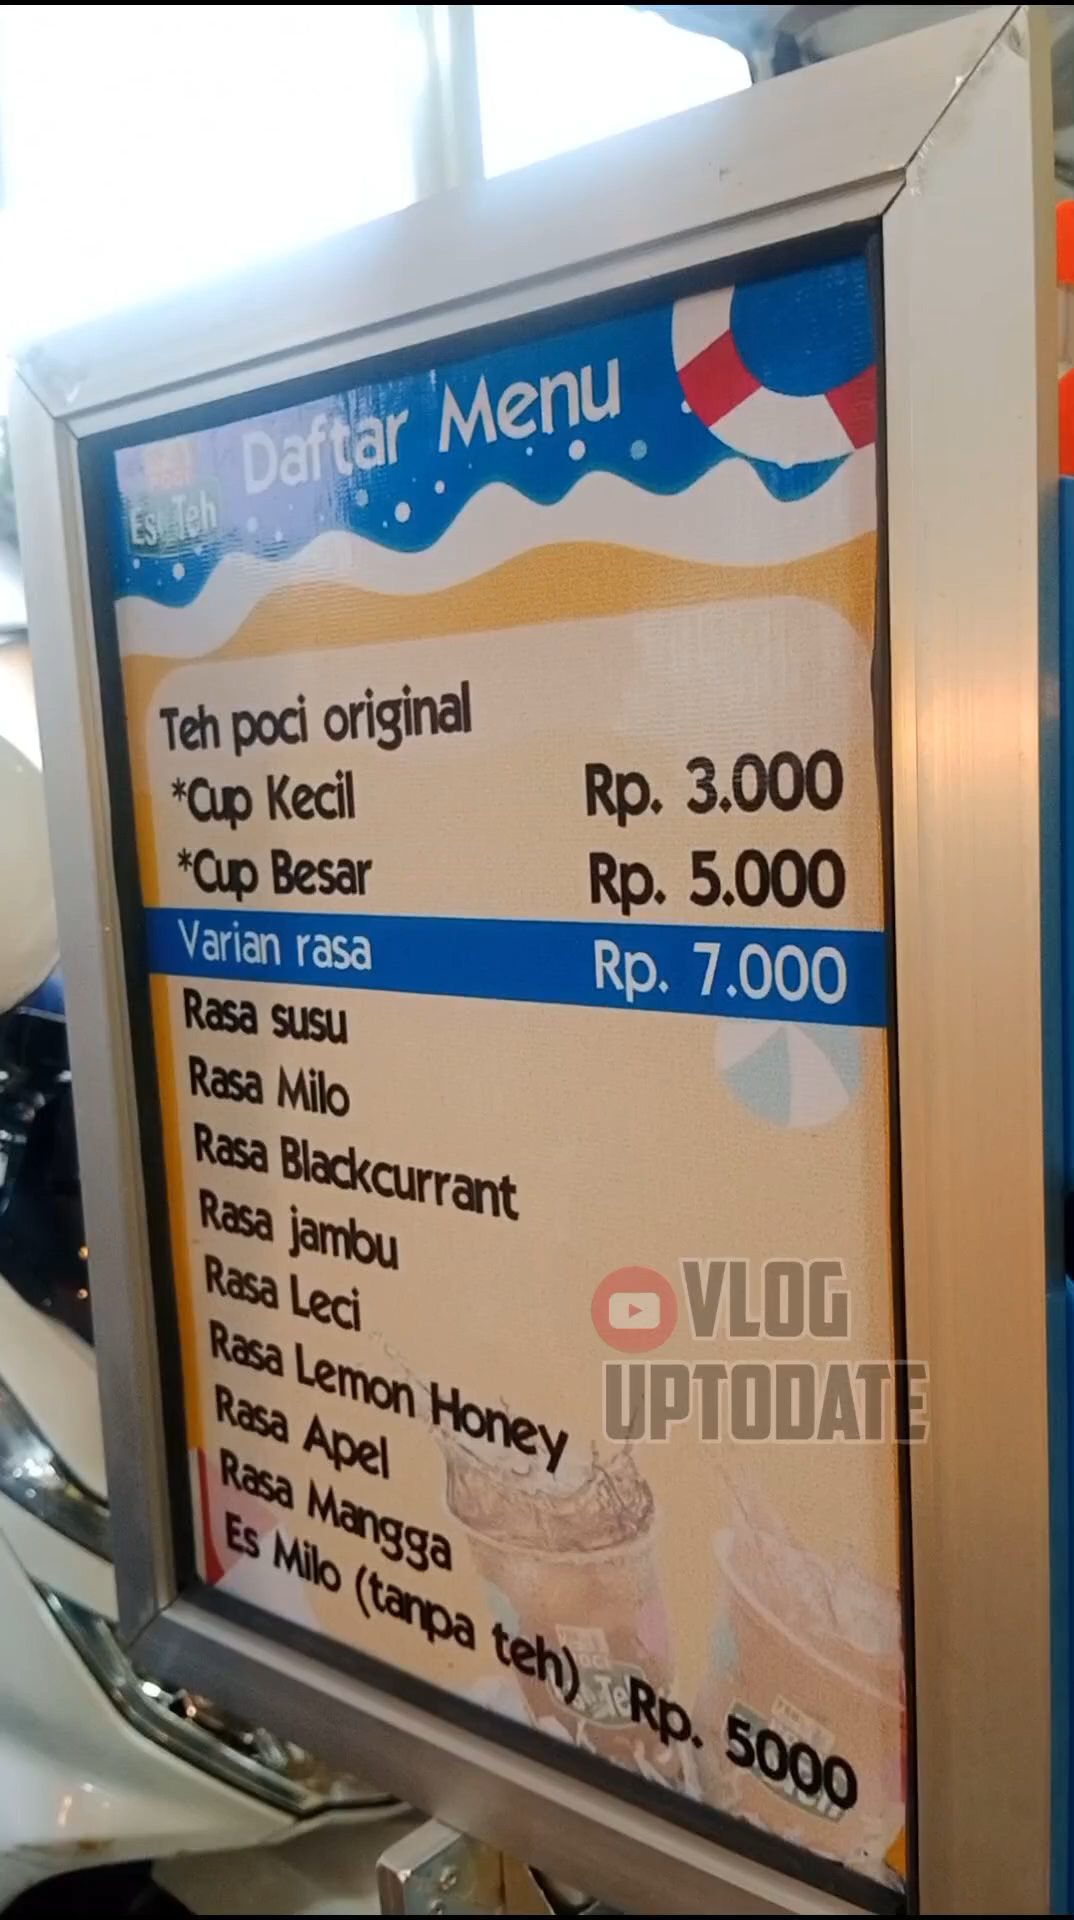 Es Teh
Daftar Menu
Teh poci original
*Cup Kecil Rp. 3.000
*Cup Besar Rp. 5.000
Varian rasa Rp. 7.000
Rasa susu
Rasa Milo
Rasa Blackcurrant
Rasa jambu
Rasa Leci
Rasa Lemon Honey
Rasa Apel
Rasa Mangga
Es Milo (tanpa teh) Rp. 5000
VLOG
UPTODATE